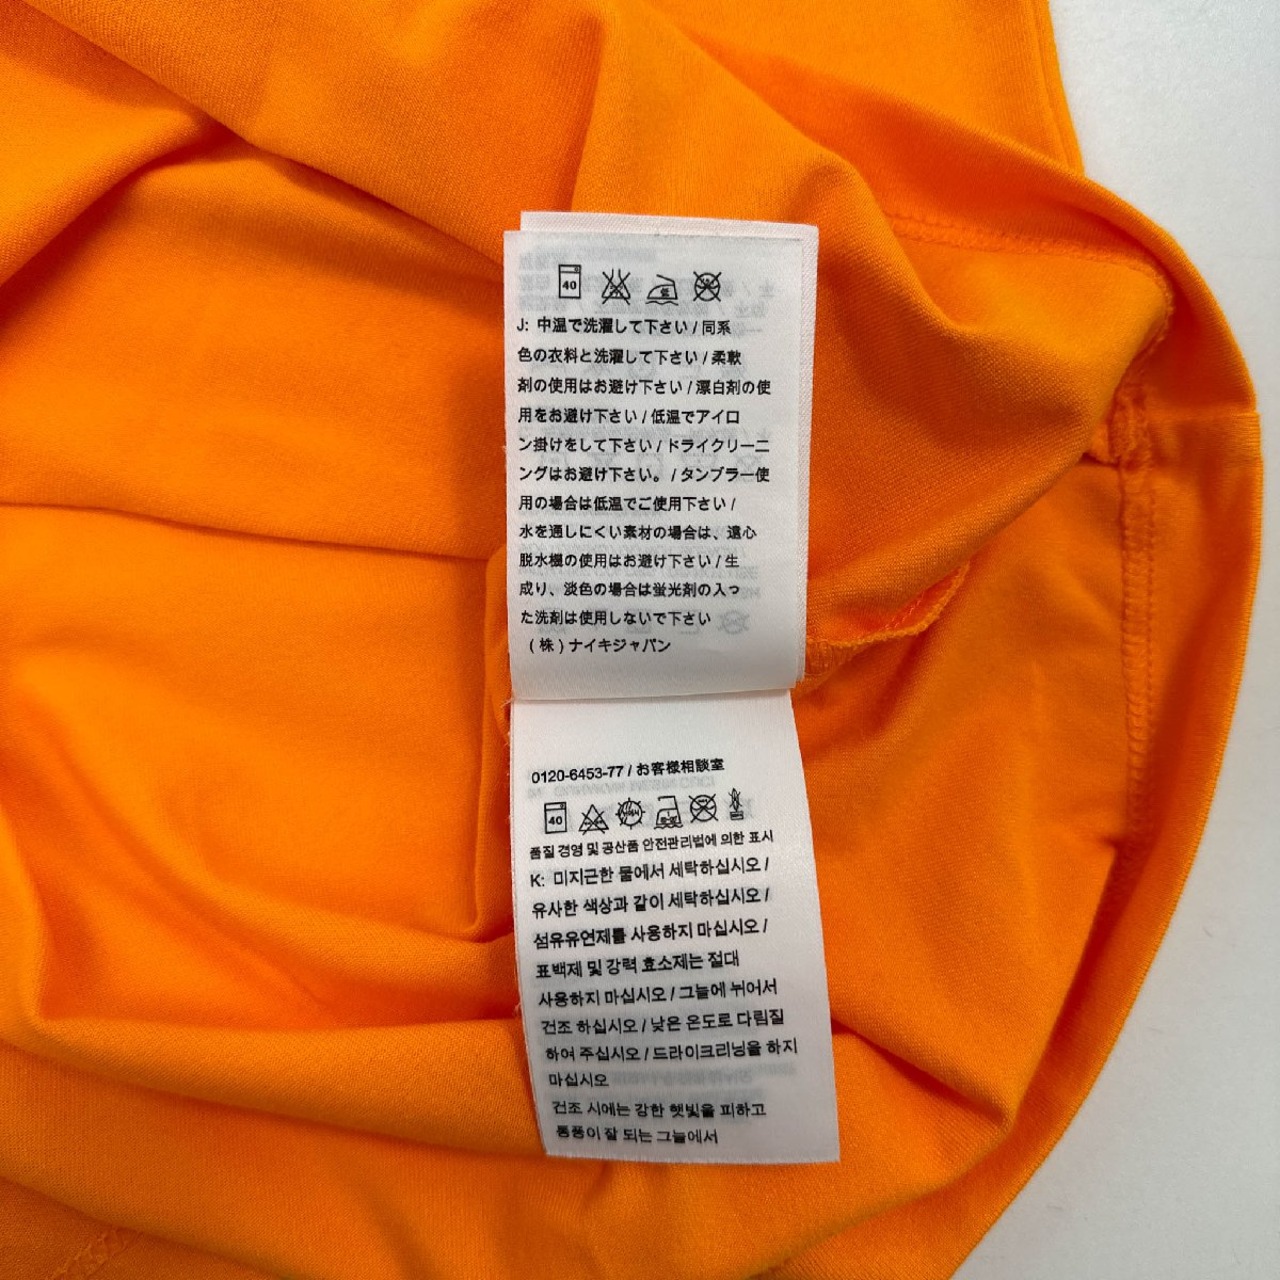 40
J: 中温で洗濯して下さい / 同系
色の衣料と洗濯して下さい / 柔軟
剤の使用はお避け下さい / 漂白剤の使
用をお避け下さい / 低温でアイロ
ン掛けをして下さい / ドライクリーニ
ングはお避け下さい。 / タンブラー使
用の場合は低温でご使用下さい /
水を通しにくい素材の場合は、遠心
脱水機の使用はお避け下さい / 生
成り、淡色の場合は蛍光剤の入っ
た洗剤は使用しないで下さい
(株) ナイキジャパン
0120-6453-77 / お客様相談室
40
품질 경영 및 공산품 안전관리법에 의한 표시
K: 미지근한 물에서 세탁하십시오 /
유사한 색상과 같이 세탁하십시오 /
섬유유연제를 사용하지 마십시오 /
표백제 및 강력 효소제는 절대
사용하지 마십시오 / 그늘에 뉘어서
건조 하십시오 / 낮은 온도로 다림질
하여 주십시오 / 드라이크리닝을 하지
마십시오
건조 시에는 강한 햇빛을 피하고
통풍이 잘 되는 그늘에서